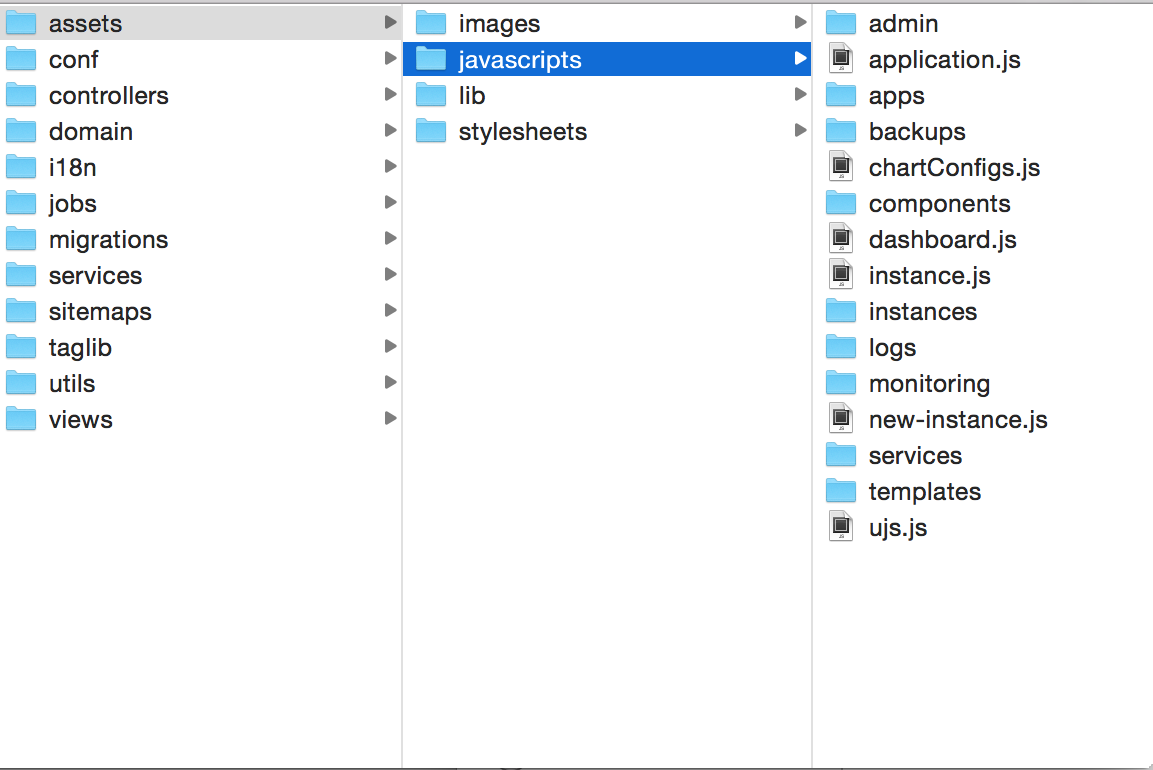 assets
conf
controllers
domain
i18n
jobs
migrations
services
sitemaps
taglib
utils
views
images
javascripts
lib
stylesheets
admin
application.js
apps
backups
chartConfigs.js
components
dashboard.js
instance.js
instances
logs
monitoring
new-instance.js
services
templates
ujs.js